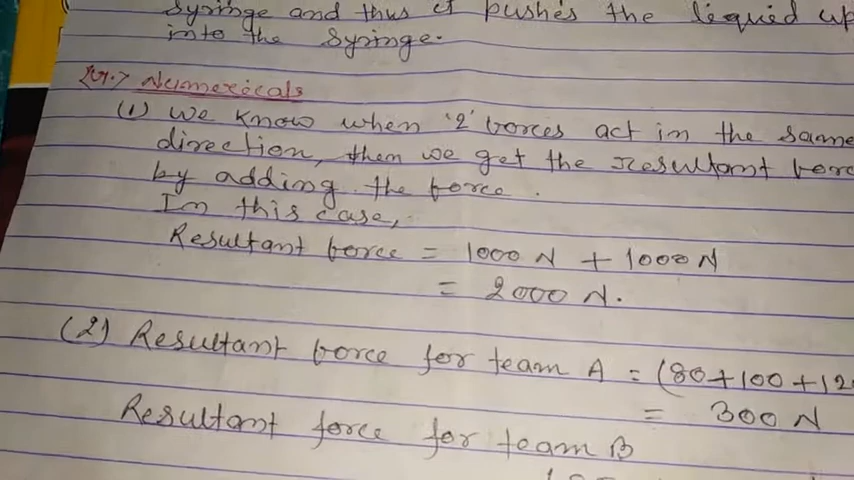 syringe and thus it pushes the liquid up
into the syringe.
IV.> Numericals
(1) We know when '2' forces act in the same
direction, then we get the resultant forc
by adding the force.
In this case,
Resultant force = 1000 N + 1000 N
= 2000 N.
(2) Resultant force for team A = (80+100+12
= 300 N
Resultant force for team B